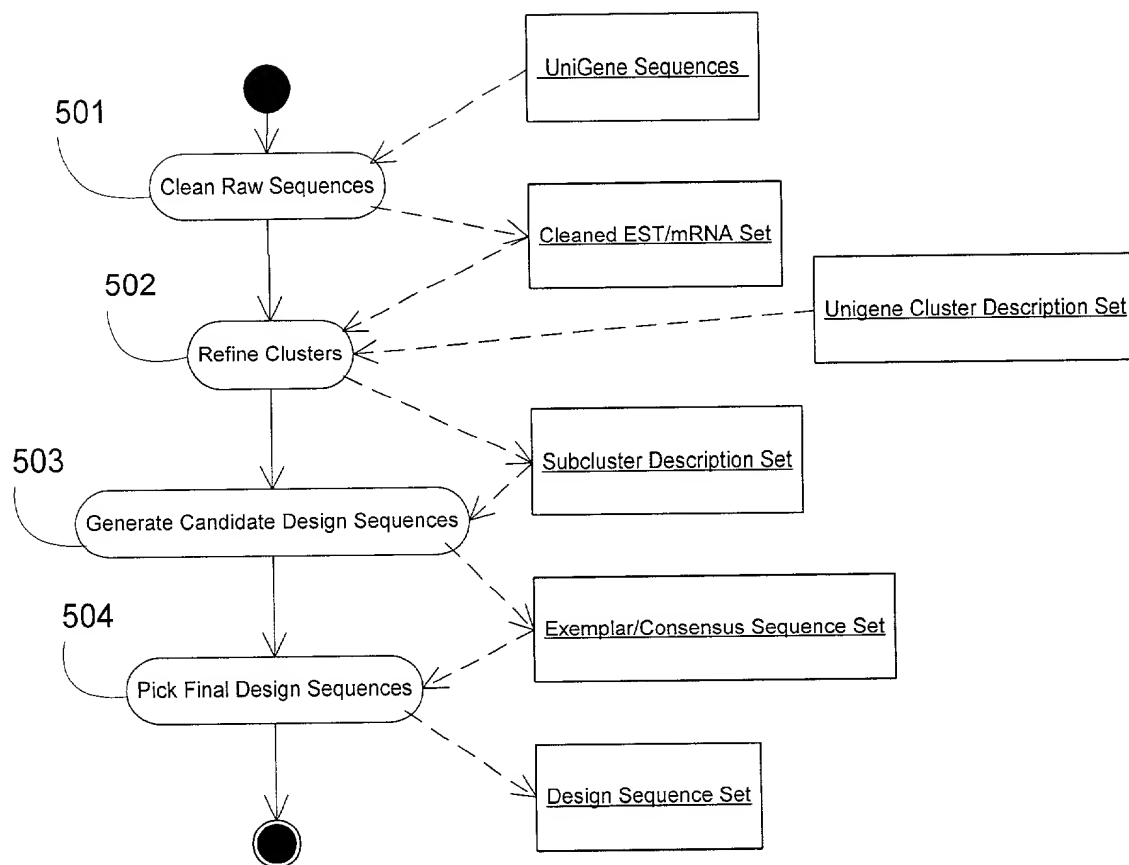 UniGene Sequences
501
Clean Raw Sequences
Cleaned EST/mRNA Set
502
Unigene Cluster Description Set
Refine Clusters
503
Subcluster Description Set
Generate Candidate Design Sequences
504
Exemplar/Consensus Sequence Set
Pick Final Design Sequences
Design Sequence Set